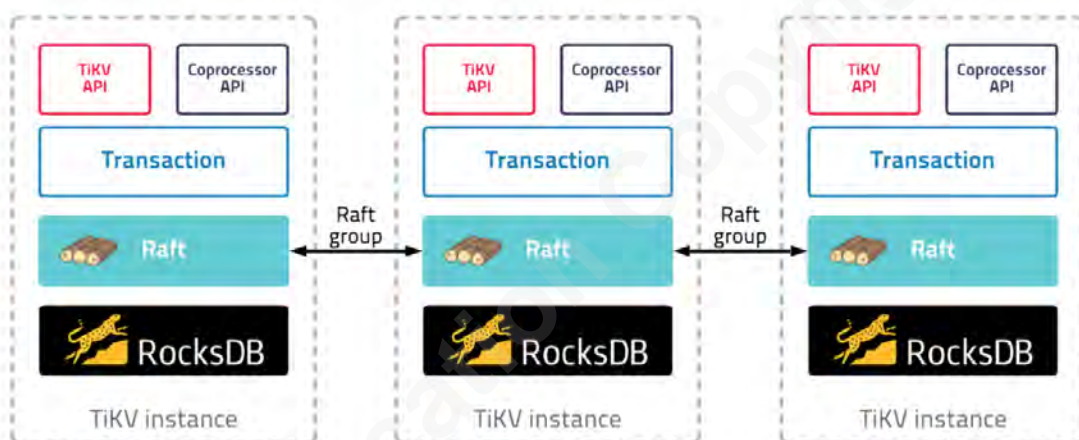 TiKV
API
Coprocessor
API
Transaction
Raft
RocksDB
TiKV instance
Raft
group
TiKV
API
Coprocessor
API
Transaction
Raft
RocksDB
TiKV instance
Raft
group
TiKV
API
Coprocessor
API
Transaction
Raft
RocksDB
TiKV instance